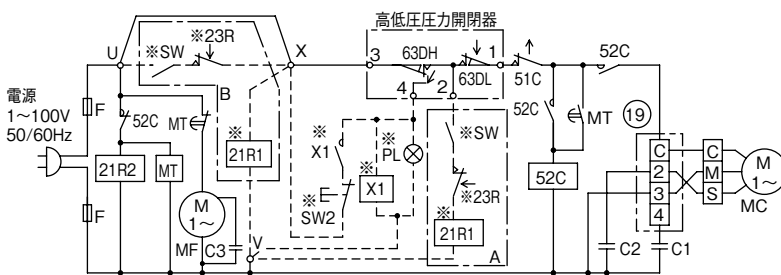 高低圧圧力開閉器
U
※SW
※23R
X
3
63DH
1
63DL
51C
52C
4
2
電源
1~100V
50/60Hz
F
52C
MT
B
※
21R1
※
X1
※
PL
※SW
52C
MT
19
21R2
MT
※
SW2
※
X1
※23R
※
21R1
52C
C
2
3
4
C
M
S
M
1~
MC
F
M
1~
MF
C3
V
A
C2
C1